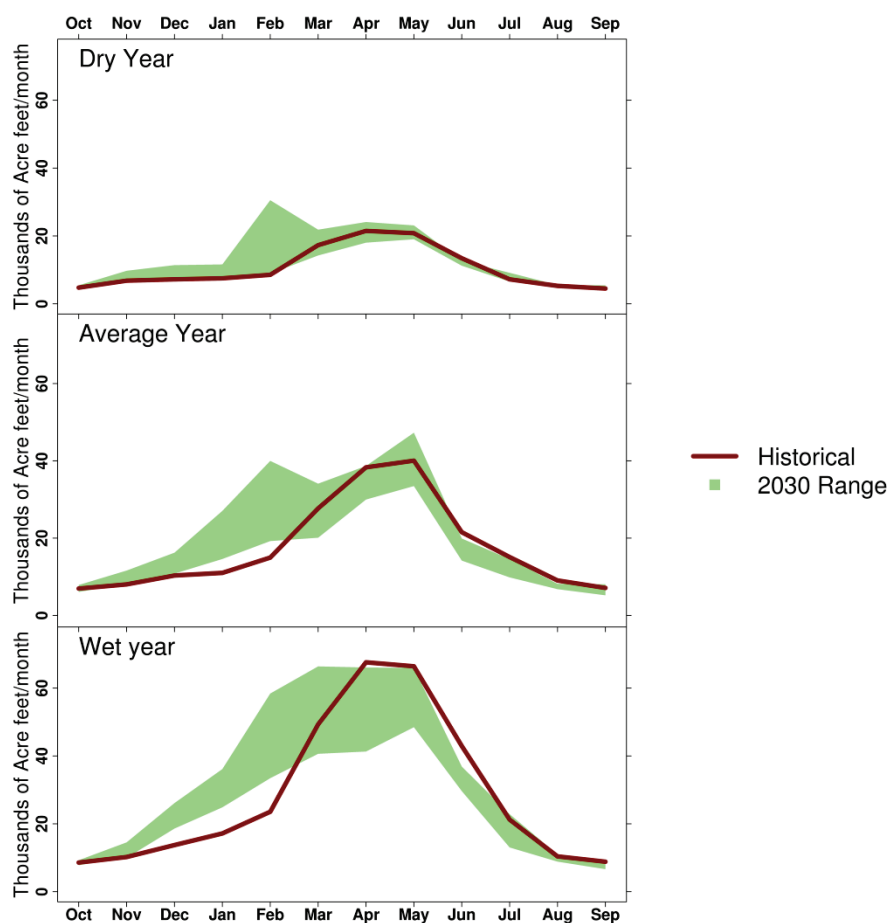 Oct Nov Dec Jan Feb Mar Apr May Jun Jul Aug Sep
Dry Year
Thousands of Acre feet/month
60
40
20
0
Average Year
Thousands of Acre feet/month
60
40
20
0
Wet year
Thousands of Acre feet/month
60
40
20
0
Oct Nov Dec Jan Feb Mar Apr May Jun Jul Aug Sep
Historical
2030 Range